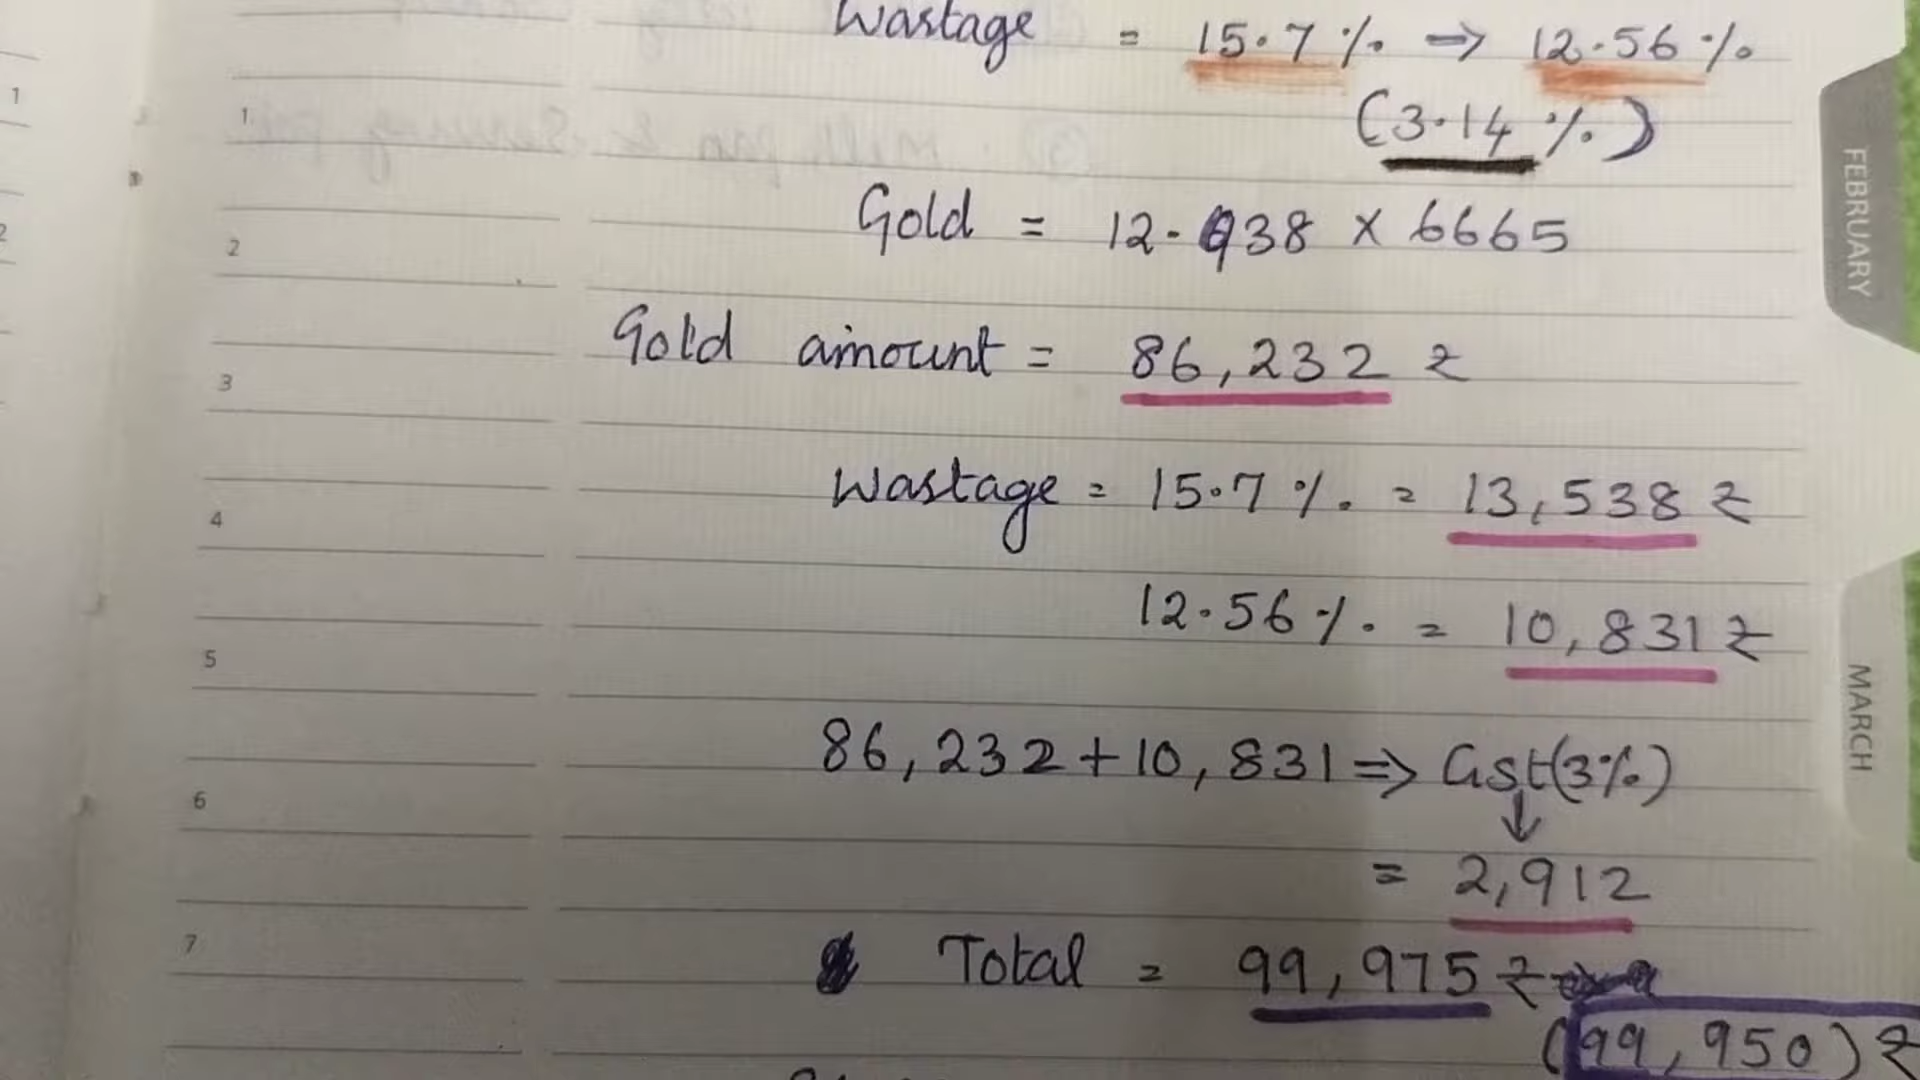 Wastage = 15.7 % ⇒ 12.56 %
(3.14 %)
Gold = 12.938 x 6665
Gold amount = 86,232 ₹
Wastage = 15.7 % = 13,538 ₹
12.56 % = 10,831 ₹
86,232 + 10,831 ⇒ Gst (3%)
↓
= 2,912
Total = 99,975 ₹
(99,950) ₹
1
2
3
4
5
6
7
1
2
FEBRUARY
MARCH